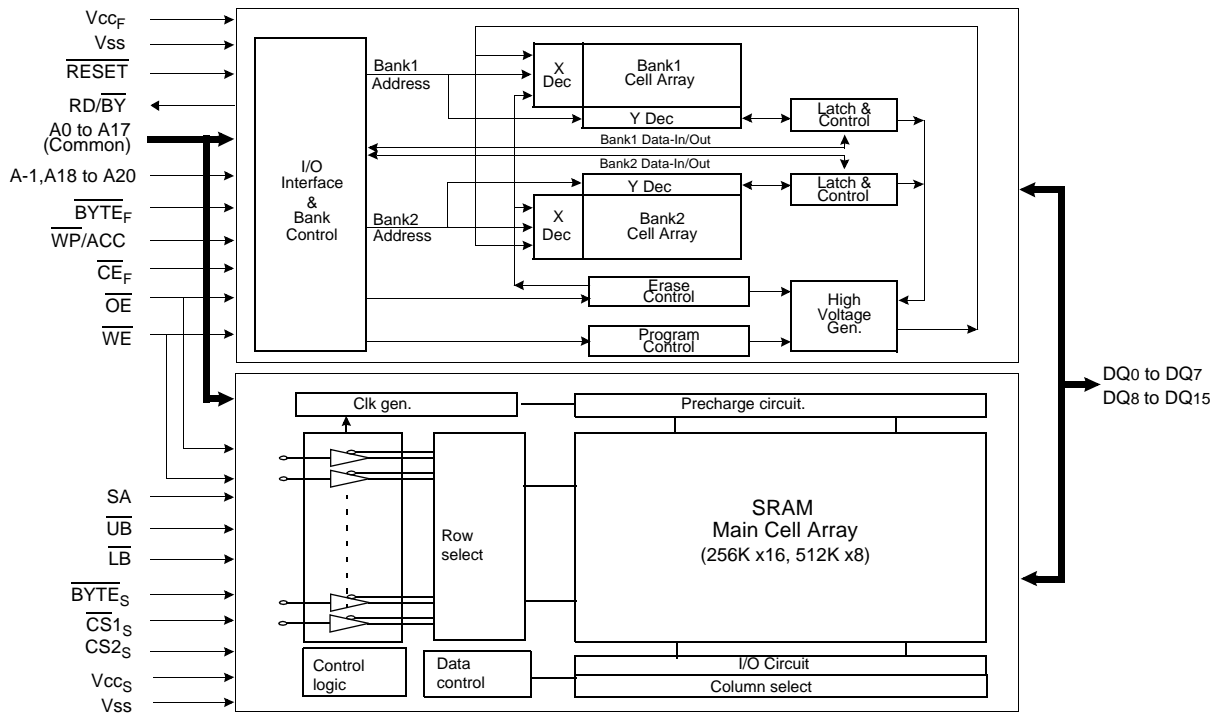 VccF
Vss
RESET
RD/BY
A0 to A17
(Common)
A-1,A18 to A20
BYTEF
WP/ACC
CEF
OE
WE
SA
UB
LB
BYTES
CS1S
CS2S
VccS
Vss
I/O
Interface
&
Bank
Control
Bank1
Address
X
Dec
Bank1
Cell Array
Y Dec
Latch &
Control
Bank1 Data-In/Out
Bank2 Data-In/Out
Y Dec
Latch &
Control
Bank2
Address
X
Dec
Bank2
Cell Array
Erase
Control
High
Voltage
Gen.
Program
Control
Clk gen.
Precharge circuit.
Row
select
SRAM
Main Cell Array
(256K x16, 512K x8)
Control
logic
Data
control
I/O Circuit
Column select
DQ0 to DQ7
DQ8 to DQ15